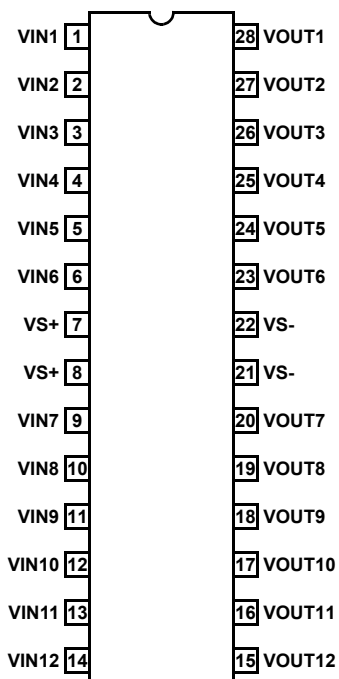 VIN1 1 28 VOUT1
VIN2 2 27 VOUT2
VIN3 3 26 VOUT3
VIN4 4 25 VOUT4
VIN5 5 24 VOUT5
VIN6 6 23 VOUT6
VS+ 7 22 VS-
VS+ 8 21 VS-
VIN7 9 20 VOUT7
VIN8 10 19 VOUT8
VIN9 11 18 VOUT9
VIN10 12 17 VOUT10
VIN11 13 16 VOUT11
VIN12 14 15 VOUT12